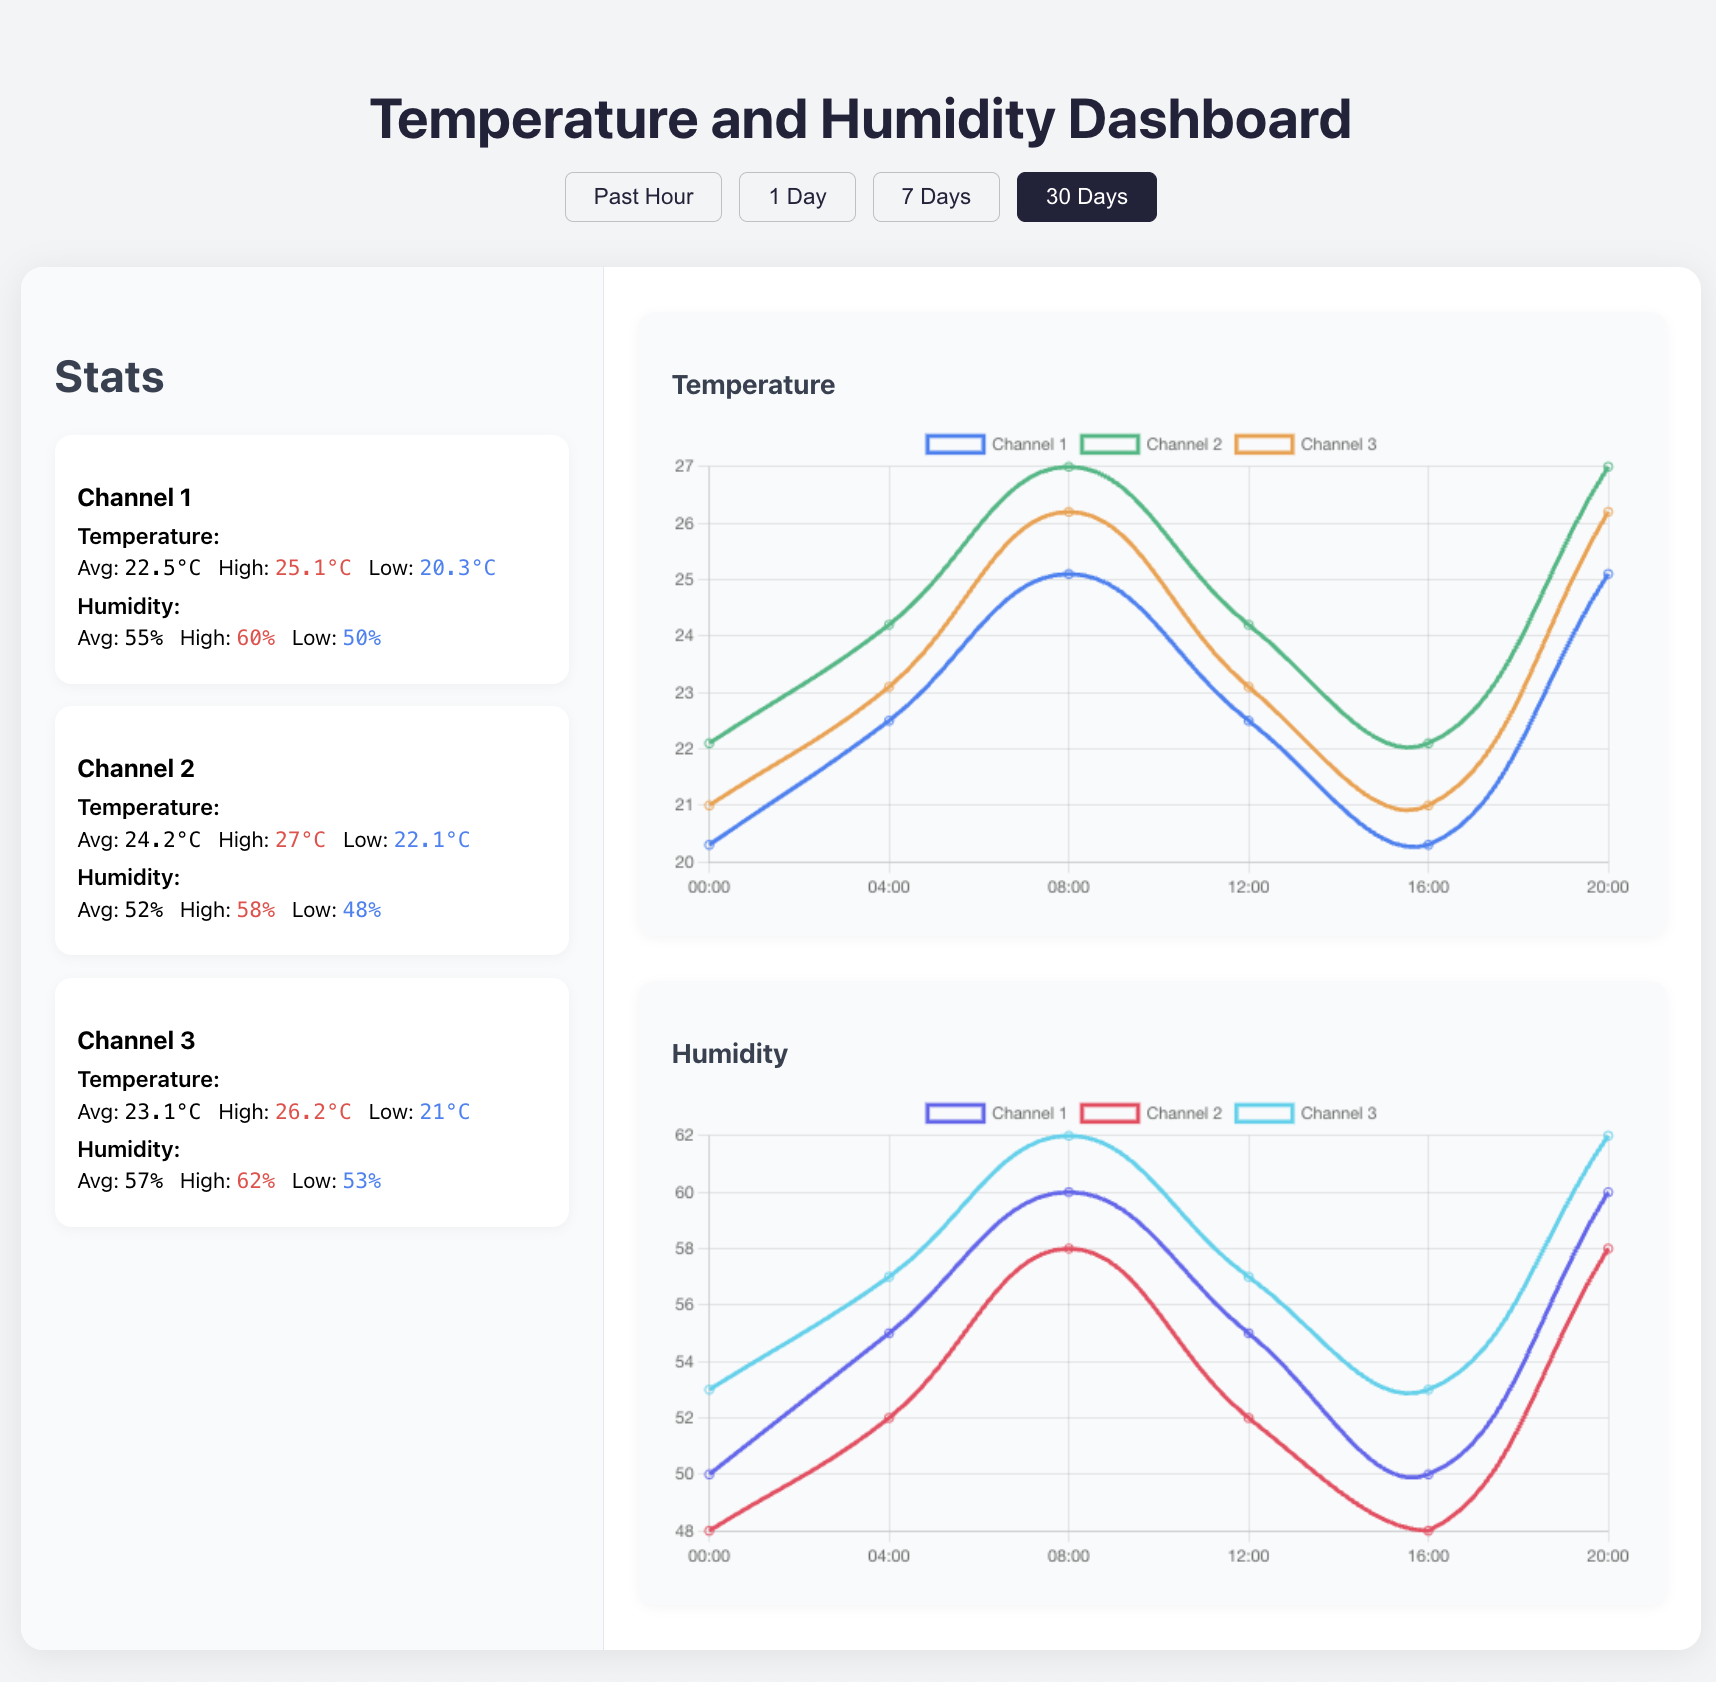 Temperature and Humidity Dashboard
Past Hour 1 Day 7 Days 30 Days
Stats
Channel 1
Temperature:
Avg: 22.5°C High: 25.1°C Low: 20.3°C
Humidity:
Avg: 55% High: 60% Low: 50%
Channel 2
Temperature:
Avg: 24.2°C High: 27°C Low: 22.1°C
Humidity:
Avg: 52% High: 58% Low: 48%
Channel 3
Temperature:
Avg: 23.1°C High: 26.2°C Low: 21°C
Humidity:
Avg: 57% High: 62% Low: 53%
Temperature
Channel 1 Channel 2 Channel 3
27
26
25
24
23
22
21
20
00:00 04:00 08:00 12:00 16:00 20:00
Humidity
Channel 1 Channel 2 Channel 3
62
60
58
56
54
52
50
48
00:00 04:00 08:00 12:00 16:00 20:00